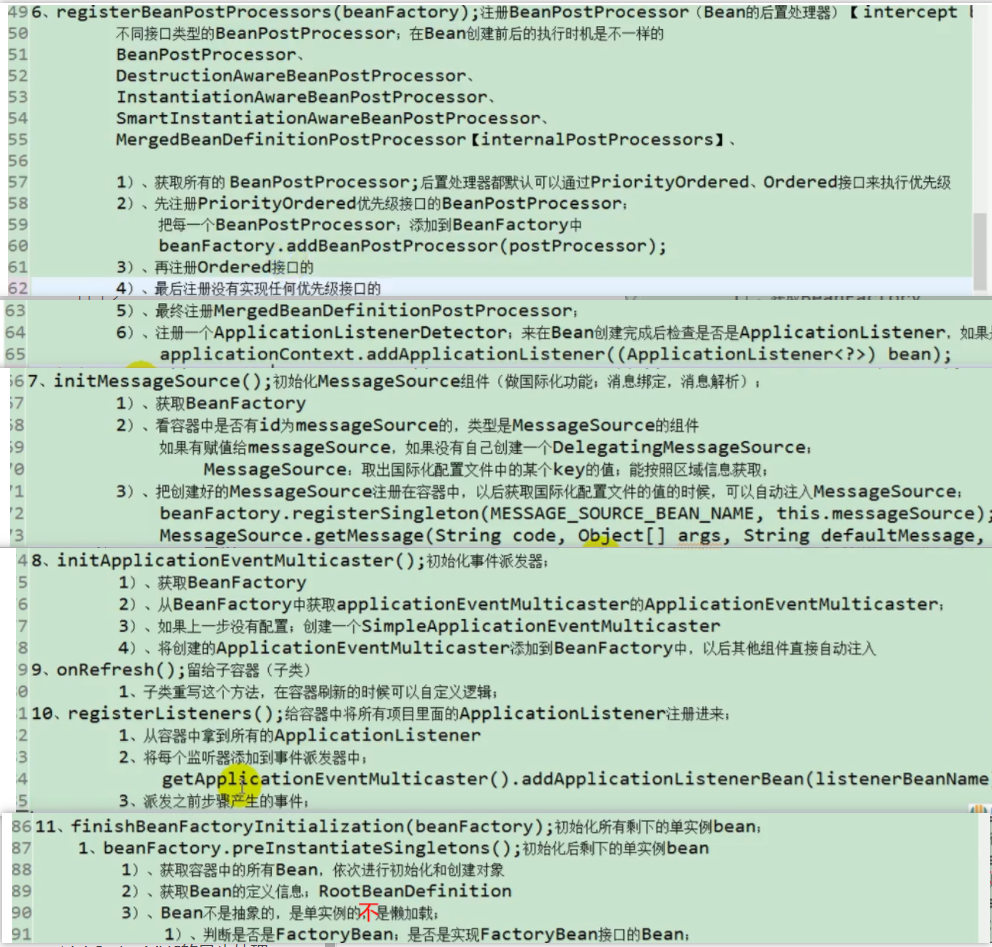 49 6、registerBeanPostProcessors(beanFactory);注册BeanPostProcessor（Bean的后置处理器）【intercept
50 不同接口类型的BeanPostProcessor；在Bean创建前后的执行时机是不一样的
51 BeanPostProcessor、
52 DestructionAwareBeanPostProcessor、
53 InstantiationAwareBeanPostProcessor、
54 SmartInstantiationAwareBeanPostProcessor、
55 MergedBeanDefinitionPostProcessor【internalPostProcessors】、
56
57 1）、获取所有的 BeanPostProcessor;后置处理器都默认可以通过PriorityOrdered、Ordered接口来执行优先级
58 2）、先注册PriorityOrdered优先级接口的BeanPostProcessor；
59 把每一个BeanPostProcessor；添加到BeanFactory中
60 beanFactory.addBeanPostProcessor(postProcessor);
61 3）、再注册Ordered接口的
62 4）、最后注册没有实现任何优先级接口的
63 5）、最终注册MergedBeanDefinitionPostProcessor；
64 6）、注册一个ApplicationListenerDetector；来在Bean创建完成后检查是否是ApplicationListener，如果
65 applicationContext.addApplicationListener((ApplicationListener<?>) bean);
66 7、initMessageSource();初始化MessageSource组件（做国际化功能；消息绑定，消息解析）；
7 1）、获取BeanFactory
8 2）、看容器中是否有id为messageSource的，类型是MessageSource的组件
9 如果有赋值给messageSource，如果没有自己创建一个DelegatingMessageSource；
0 MessageSource：取出国际化配置文件中的某个key的值；能按照区域信息获取；
1 3）、把创建好的MessageSource注册在容器中，以后获取国际化配置文件的值的时候，可以自动注入MessageSource；
2 beanFactory.registerSingleton(MESSAGE_SOURCE_BEAN_NAME, this.messageSource);
3 MessageSource.getMessage(String code, Object[] args, String defaultMessage,
4 8、initApplicationEventMulticaster();初始化事件派发器；
5 1）、获取BeanFactory
6 2）、从BeanFactory中获取applicationEventMulticaster的ApplicationEventMulticaster；
7 3）、如果上一步没有配置；创建一个SimpleApplicationEventMulticaster
8 4）、将创建的ApplicationEventMulticaster添加到BeanFactory中，以后其他组件直接自动注入
9 9、onRefresh();留给子容器（子类）
0 1、子类重写这个方法，在容器刷新的时候可以自定义逻辑；
1 10、registerListeners();给容器中将所有项目里面的ApplicationListener注册进来；
2 1、从容器中拿到所有的ApplicationListener
3 2、将每个监听器添加到事件派发器中；
4 getApplicationEventMulticaster().addApplicationListenerBean(listenerBeanName
5 3、派发之前步骤产生的事件；
86 11、finishBeanFactoryInitialization(beanFactory);初始化所有剩下的单实例bean；
87 1、beanFactory.preInstantiateSingletons();初始化后剩下的单实例bean
88 1）、获取容器中的所有Bean，依次进行初始化和创建对象
89 2）、获取Bean的定义信息；RootBeanDefinition
90 3）、Bean不是抽象的，是单实例的，不是懒加载；
91 1）、判断是否是FactoryBean；是否是实现FactoryBean接口的Bean；